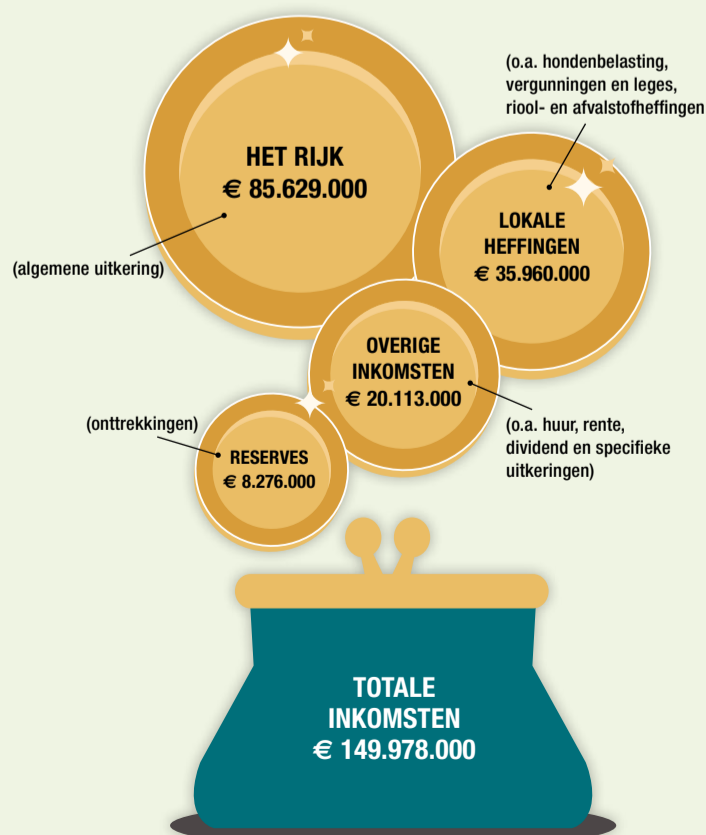 HET RIJK
€ 85.629.000
(algemene uitkering)
(o.a. hondenbelasting,
vergunningen en leges,
riool- en afvalstofheffingen
LOKALE
HEFFINGEN
€ 35.960.000
OVERIGE
INKOMSTEN
€ 20.113.000
(o.a. huur, rente,
dividend en specifieke
uitkeringen)
(onttrekkingen)
RESERVES
€ 8.276.000
TOTALE
INKOMSTEN
€ 149.978.000